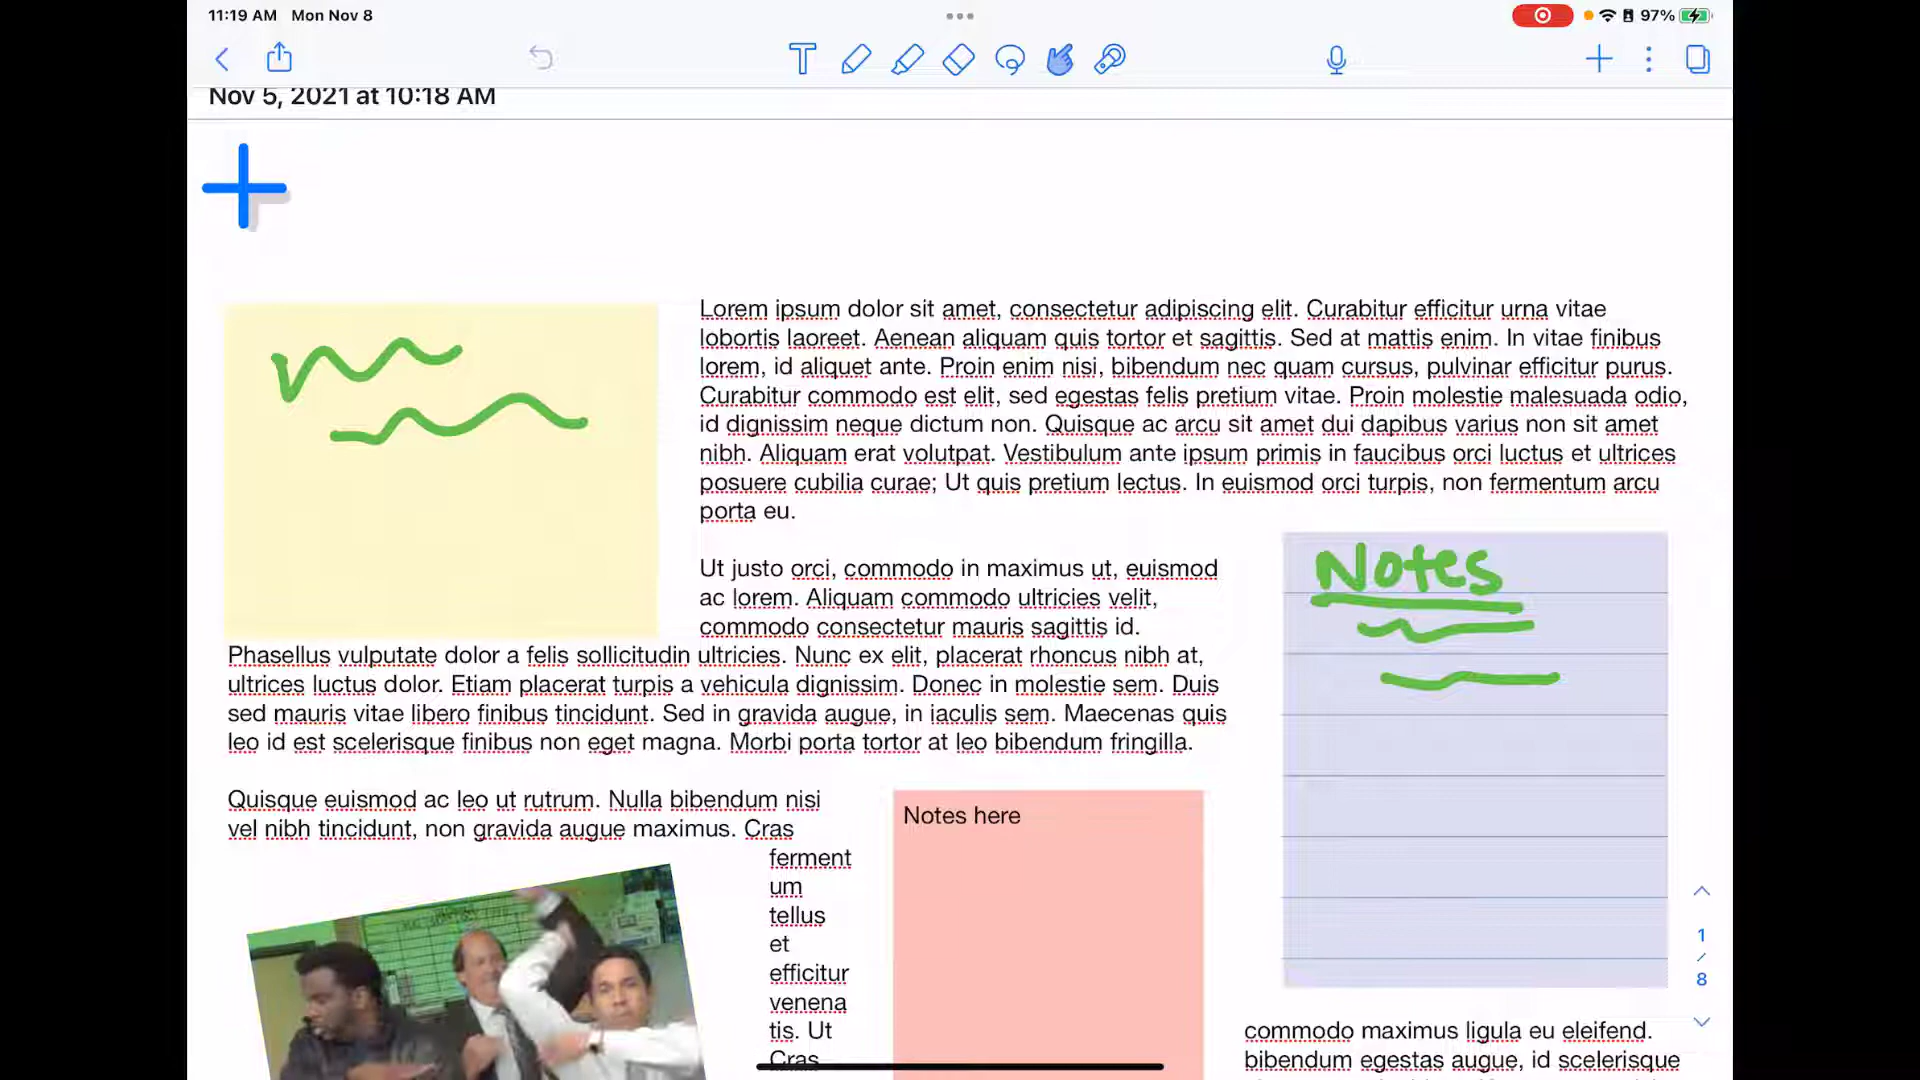 11:19 AM Mon Nov 8
97%
Nov 5, 2021 at 10:18 AM
Lorem ipsum dolor sit amet, consectetur adipiscing elit. Curabitur efficitur urna vitae
lobortis laoreet. Aenean aliquam quis tortor et sagittis. Sed at mattis enim. In vitae finibus
lorem, id aliquet ante. Proin enim nisi, bibendum nec quam cursus, pulvinar efficitur purus.
Curabitur commodo est elit, sed egestas felis pretium vitae. Proin molestie malesuada odio,
id dignissim neque dictum non. Quisque ac arcu sit amet dui dapibus varius non sit amet
nibh. Aliquam erat volutpat. Vestibulum ante ipsum primis in faucibus orci luctus et ultrices
posuere cubilia curae; Ut quis pretium lectus. In euismod orci turpis, non fermentum arcu
porta eu.
Ut justo orci, commodo in maximus ut, euismod
ac lorem. Aliquam commodo ultricies velit,
commodo consectetur mauris sagittis id.
Phasellus vulputate dolor a felis sollicitudin ultricies. Nunc ex elit, placerat rhoncus nibh at,
ultrices luctus dolor. Etiam placerat turpis a vehicula dignissim. Donec in molestie sem. Duis
sed mauris vitae libero finibus tincidunt. Sed in gravida augue, in iaculis sem. Maecenas quis
leo id est scelerisque finibus non eget magna. Morbi porta tortor at leo bibendum fringilla.
Notes
Quisque euismod ac leo ut rutrum. Nulla bibendum nisi
vel nibh tincidunt, non gravida augue maximus. Cras
ferment
um
tellus
et
efficitur
venena
tis. Ut
Cras
Notes here
1
/
8
commodo maximus ligula eu eleifend.
bibendum egestas augue, id scelerisque